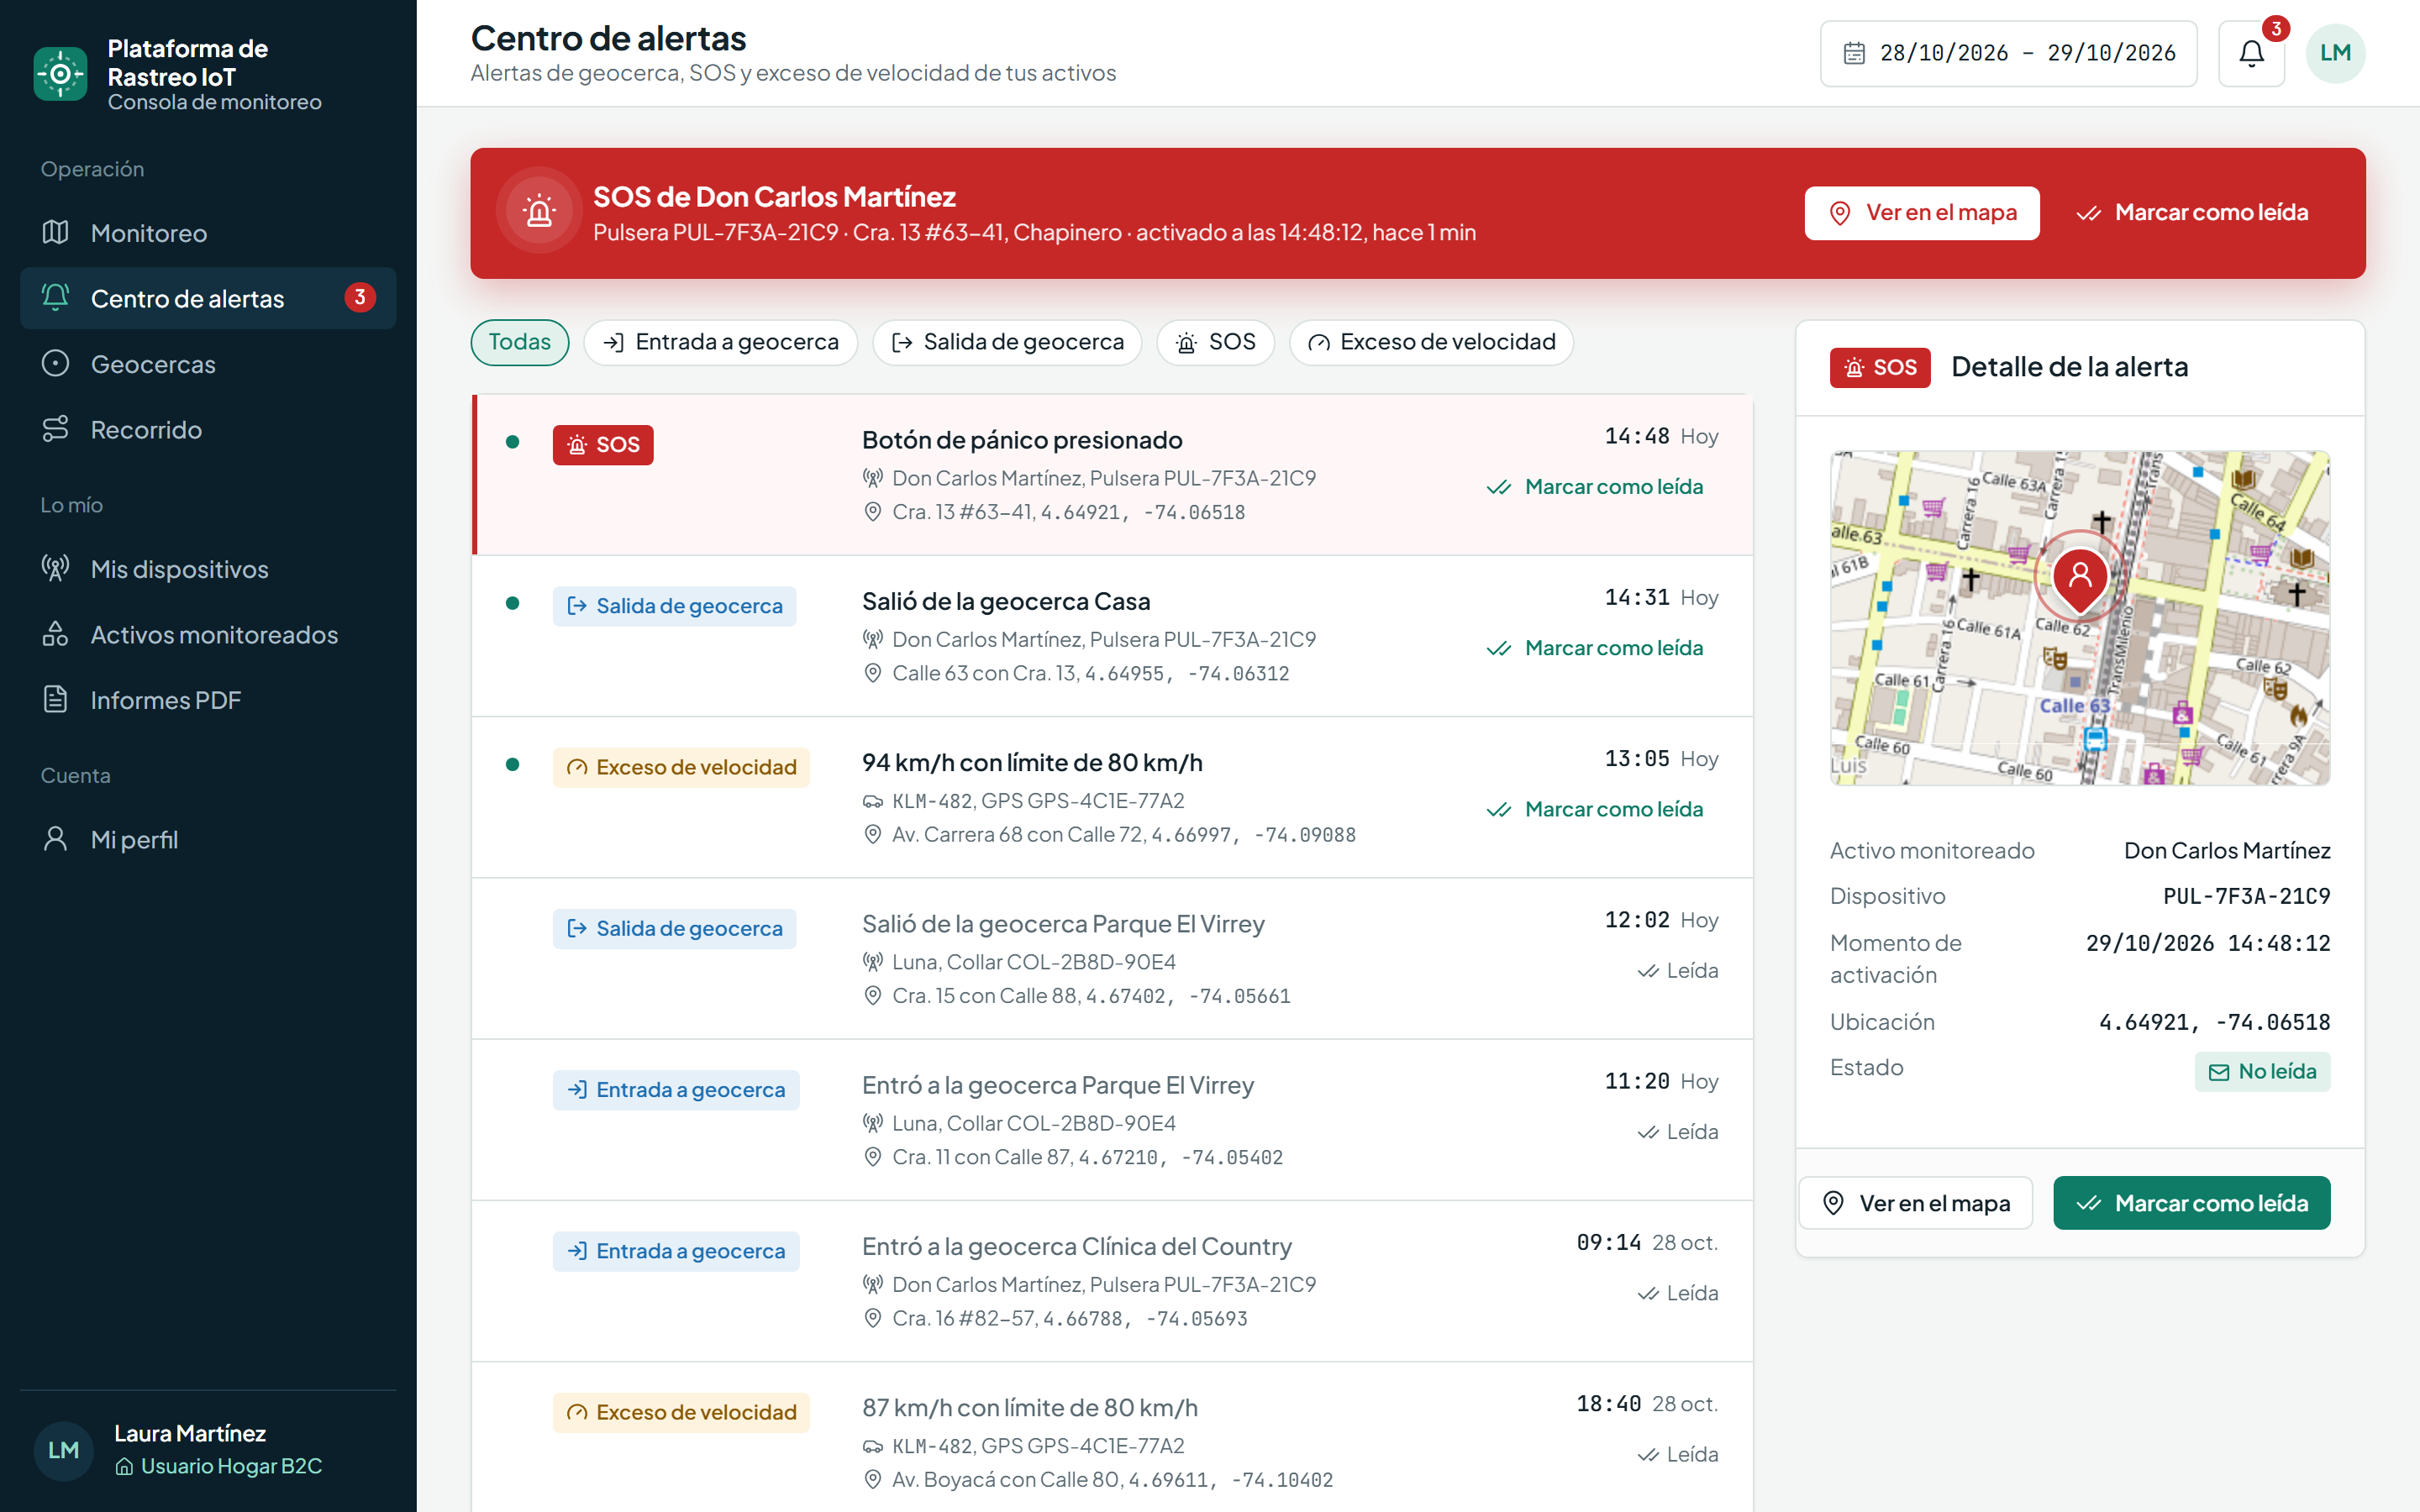 Plataforma de
Rastreo IoT
Consola de monitoreo
Operación
Monitoreo
Centro de alertas
3
Geocercas
Recorrido
Lo mío
Mis dispositivos
Activos monitoreados
Informes PDF
Cuenta
Mi perfil
LM
Laura Martínez
Usuario Hogar B2C
Centro de alertas
Alertas de geocerca, SOS y exceso de velocidad de tus activos
28/10/2026 – 29/10/2026
3
LM
SOS de Don Carlos Martínez
Pulsera PUL-7F3A-21C9 · Cra. 13 #63–41, Chapinero · activado a las 14:48:12, hace 1 min
Ver en el mapa
Marcar como leída
Todas
Entrada a geocerca
Salida de geocerca
SOS
Exceso de velocidad
SOS
Botón de pánico presionado
14:48 Hoy
Don Carlos Martínez, Pulsera PUL-7F3A-21C9
Marcar como leída
Cra. 13 #63–41, 4.64921, -74.06518
Salida de geocerca
Salió de la geocerca Casa
14:31 Hoy
Don Carlos Martínez, Pulsera PUL-7F3A-21C9
Marcar como leída
Calle 63 con Cra. 13, 4.64955, -74.06312
Exceso de velocidad
94 km/h con límite de 80 km/h
13:05 Hoy
KLM-482, GPS GPS-4C1E-77A2
Marcar como leída
Av. Carrera 68 con Calle 72, 4.66997, -74.09088
Salida de geocerca
Salió de la geocerca Parque El Virrey
12:02 Hoy
Luna, Collar COL-2B8D-90E4
Leída
Cra. 15 con Calle 88, 4.67402, -74.05661
Entrada a geocerca
Entró a la geocerca Parque El Virrey
11:20 Hoy
Luna, Collar COL-2B8D-90E4
Leída
Cra. 11 con Calle 87, 4.67210, -74.05402
Entrada a geocerca
Entró a la geocerca Clínica del Country
09:14 28 oct.
Don Carlos Martínez, Pulsera PUL-7F3A-21C9
Leída
Cra. 16 #82–57, 4.66788, -74.05693
Exceso de velocidad
87 km/h con límite de 80 km/h
18:40 28 oct.
KLM-482, GPS GPS-4C1E-77A2
Leída
Av. Boyacá con Calle 80, 4.69611, -74.10402
SOS
Detalle de la alerta
Calle 63A
Carrera 16
Calle 64
alle 63
Calle 61A
Calle 62
Carrera 16
TransMilenio
Calle 62
Calle 61
Calle 63
Calle 60
Calle 60
Calle 61
Luis
Activo monitoreado
Don Carlos Martínez
Dispositivo
PUL-7F3A-21C9
Momento de
activación
29/10/2026 14:48:12
Ubicación
4.64921, -74.06518
Estado
No leída
Ver en el mapa
Marcar como leída